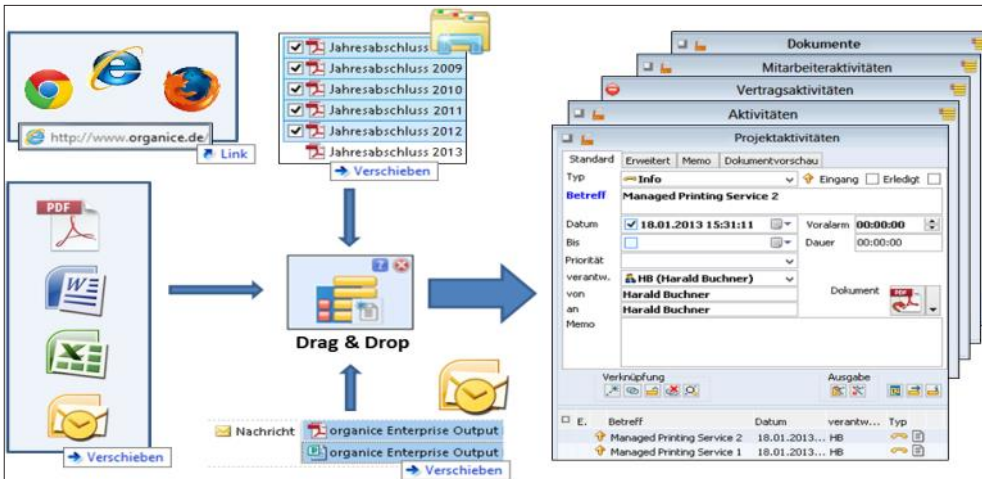 http://www.organice.de/
Link
PDF
W
X
Verschieben
Jahresabschluss
Jahresabschluss 2009
Jahresabschluss 2010
Jahresabschluss 2011
Jahresabschluss 2012
Jahresabschluss 2013
Verschieben
Drag & Drop
Nachricht
organice Enterprise Output
organice Enterprise Output
Verschieben
Dokumente
Mitarbeiteraktivitäten
Vertragsaktivitäten
Aktivitäten
Projektaktivitäten
Standard Erweitert Memo Dokumentvorschau
Typ Info Eingang Erledigt
Betreff Managed Printing Service 2
Datum 18.01.2013 15:31:11 Voralarm 00:00:00
Bis Dauer 00:00:00
Priorität
verantw. HB (Harald Buchner)
von Harald Buchner Dokument PDF
an Harald Buchner
Memo
Verknüpfung Ausgabe
E. Betreff Datum verantw... Typ
Managed Printing Service 2 18.01.2013... HB
Managed Printing Service 1 18.01.2013... HB